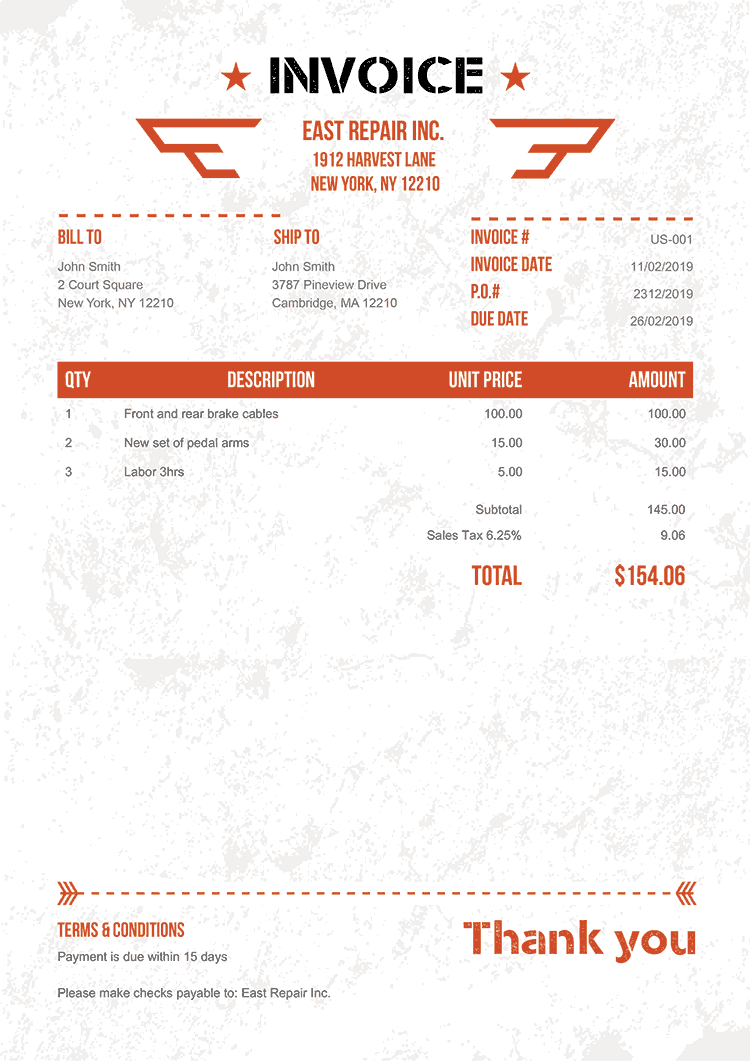 INVOICE
EAST REPAIR INC.
1912 HARVEST LANE
NEW YORK, NY 12210
BILL TO
John Smith
2 Court Square
New York, NY 12210
SHIP TO
John Smith
3787 Pineview Drive
Cambridge, MA 12210
INVOICE # US-001
INVOICE DATE 11/02/2019
P.O.# 2312/2019
DUE DATE 26/02/2019
QTY DESCRIPTION UNIT PRICE AMOUNT
1 Front and rear brake cables 100.00 100.00
2 New set of pedal arms 15.00 30.00
3 Labor 3hrs 5.00 15.00
Subtotal 145.00
Sales Tax 6.25% 9.06
TOTAL $154.06
TERMS & CONDITIONS
Payment is due within 15 days
Please make checks payable to: East Repair Inc.
Thank you